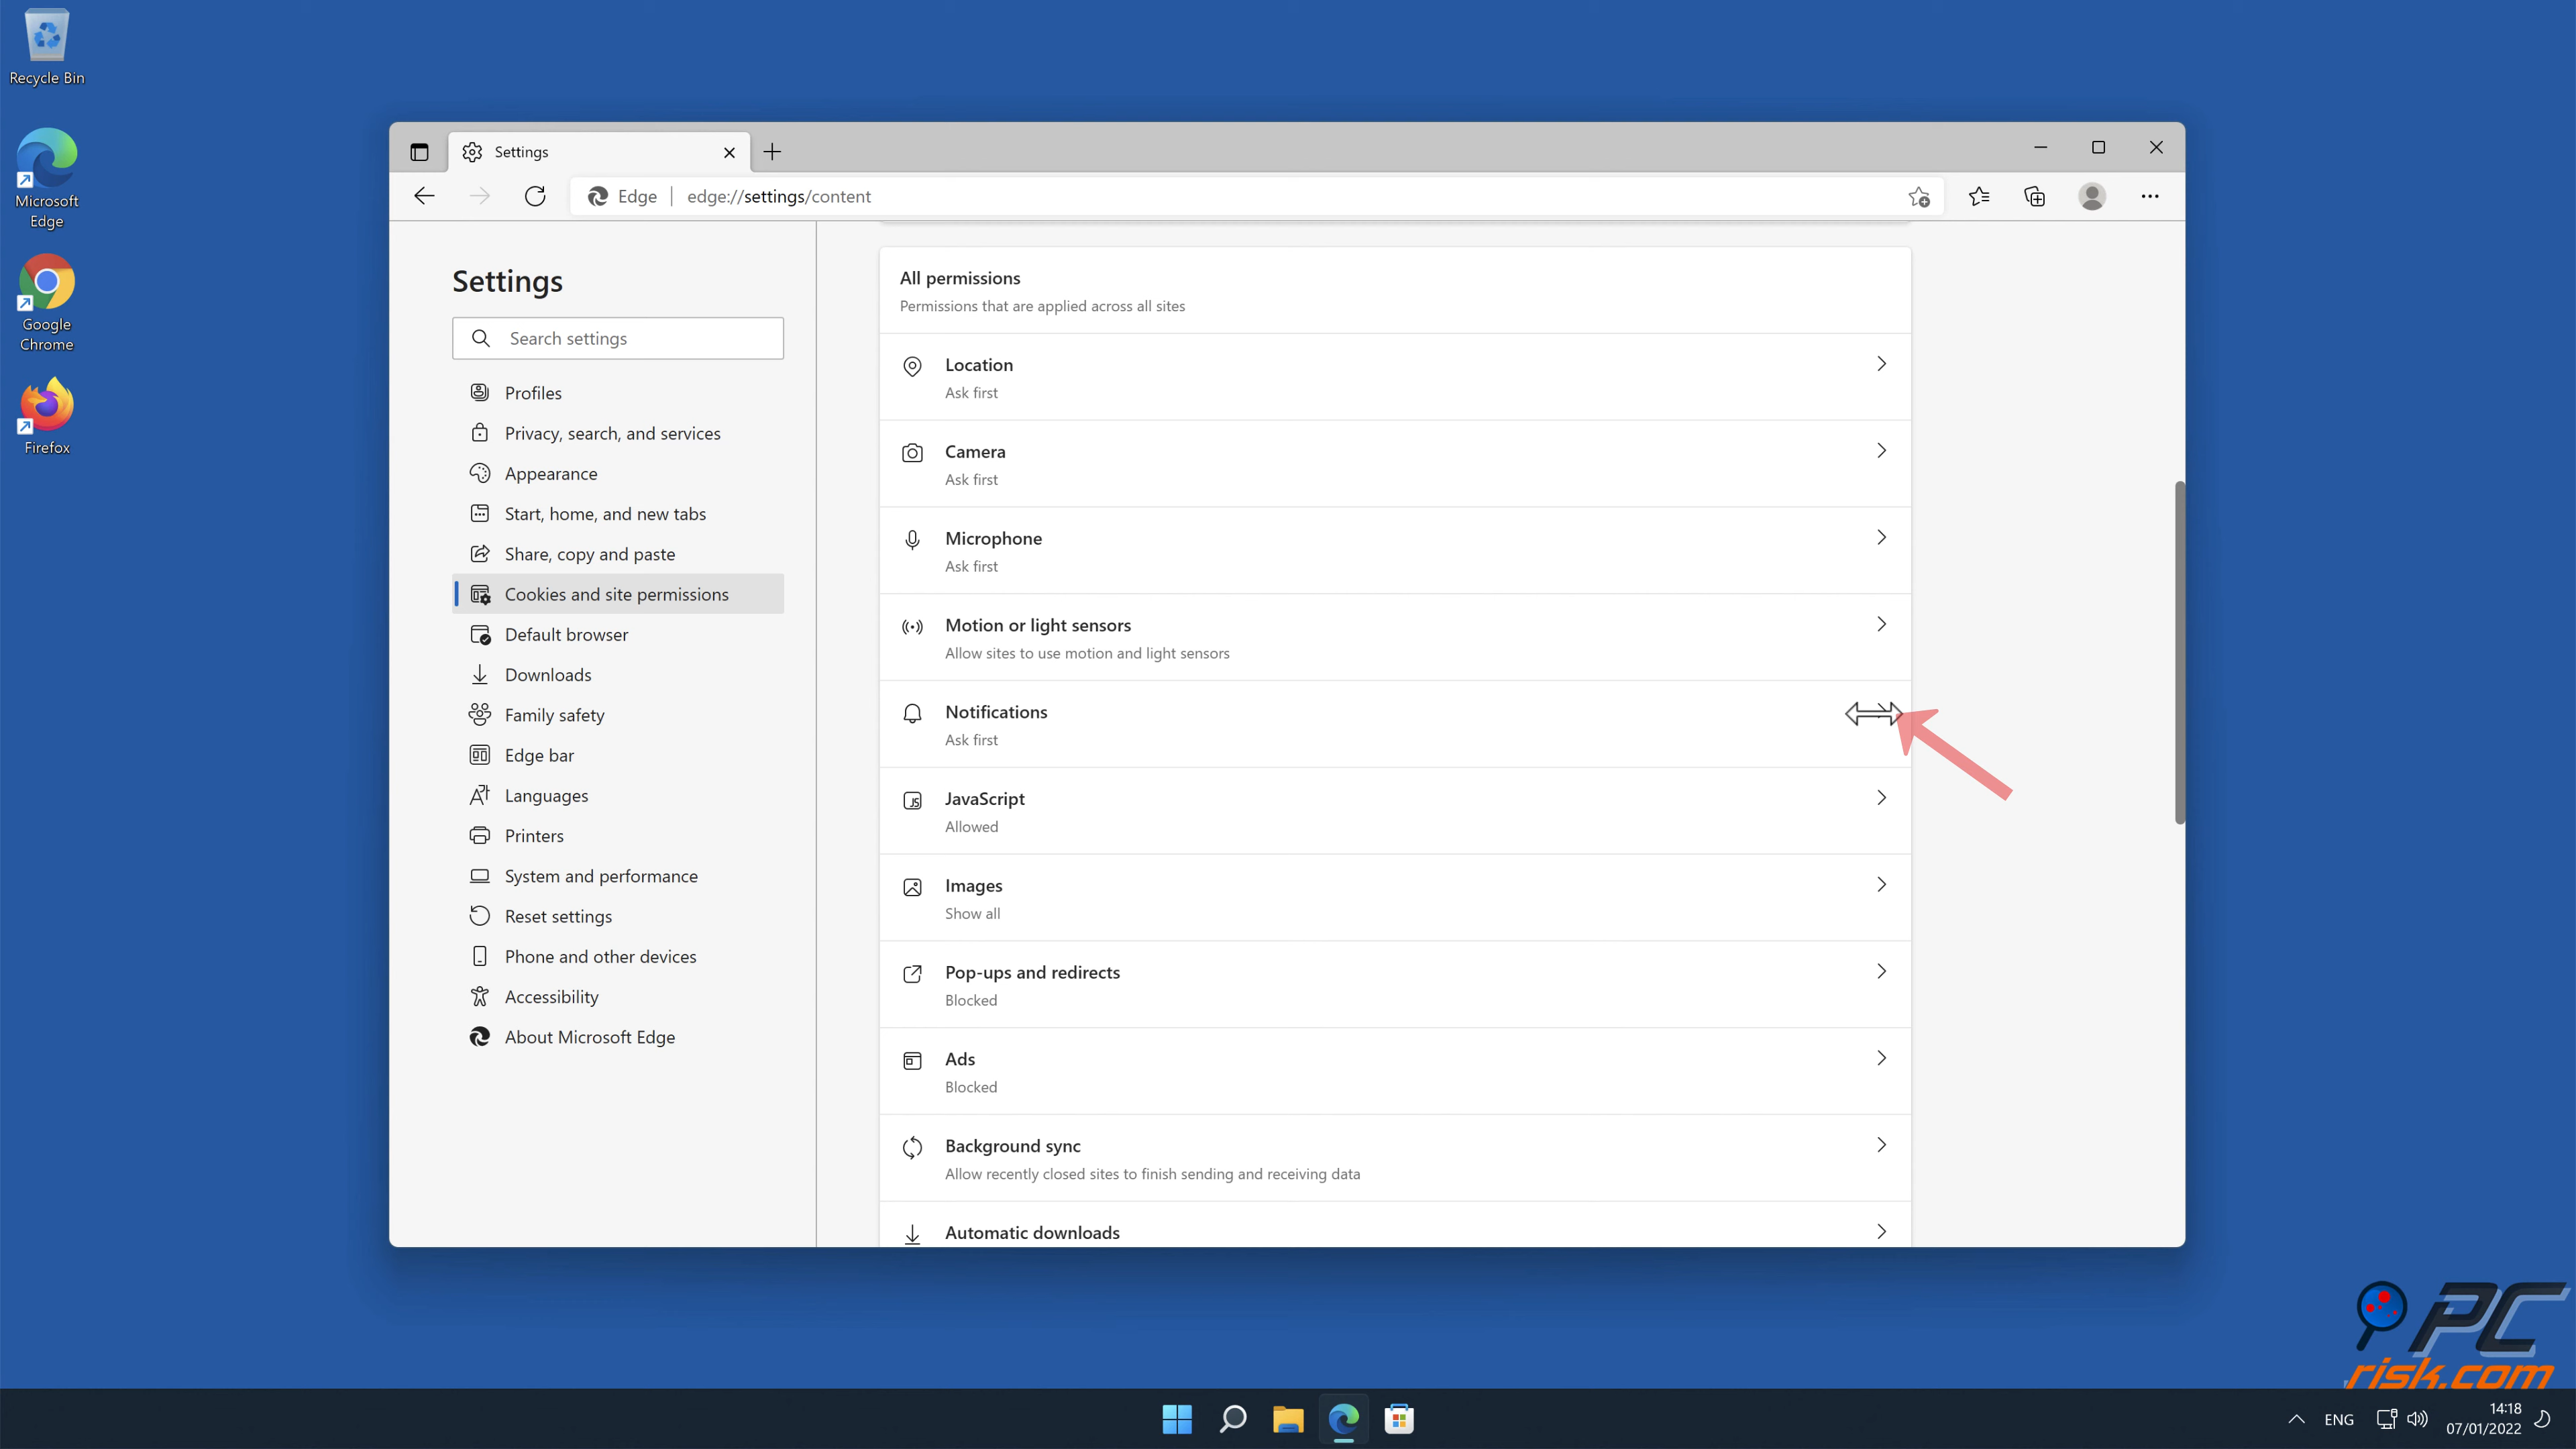 Recycle Bin
Microsoft
Edge
Google
Chrome
Firefox
Settings
Edge
edge://settings/content
Settings
Search settings
Profiles
Privacy, search, and services
Appearance
Start, home, and new tabs
Share, copy and paste
Cookies and site permissions
Default browser
Downloads
Family safety
Edge bar
Languages
Printers
System and performance
Reset settings
Phone and other devices
Accessibility
About Microsoft Edge
All permissions
Permissions that are applied across all sites
Location
Ask first
Camera
Ask first
Microphone
Ask first
Motion or light sensors
Allow sites to use motion and light sensors
Notifications
Ask first
JavaScript
Allowed
Images
Show all
Pop-ups and redirects
Blocked
Ads
Blocked
Background sync
Allow recently closed sites to finish sending and receiving data
Automatic downloads
PC
risk.com
ENG
14:18
07/01/2022